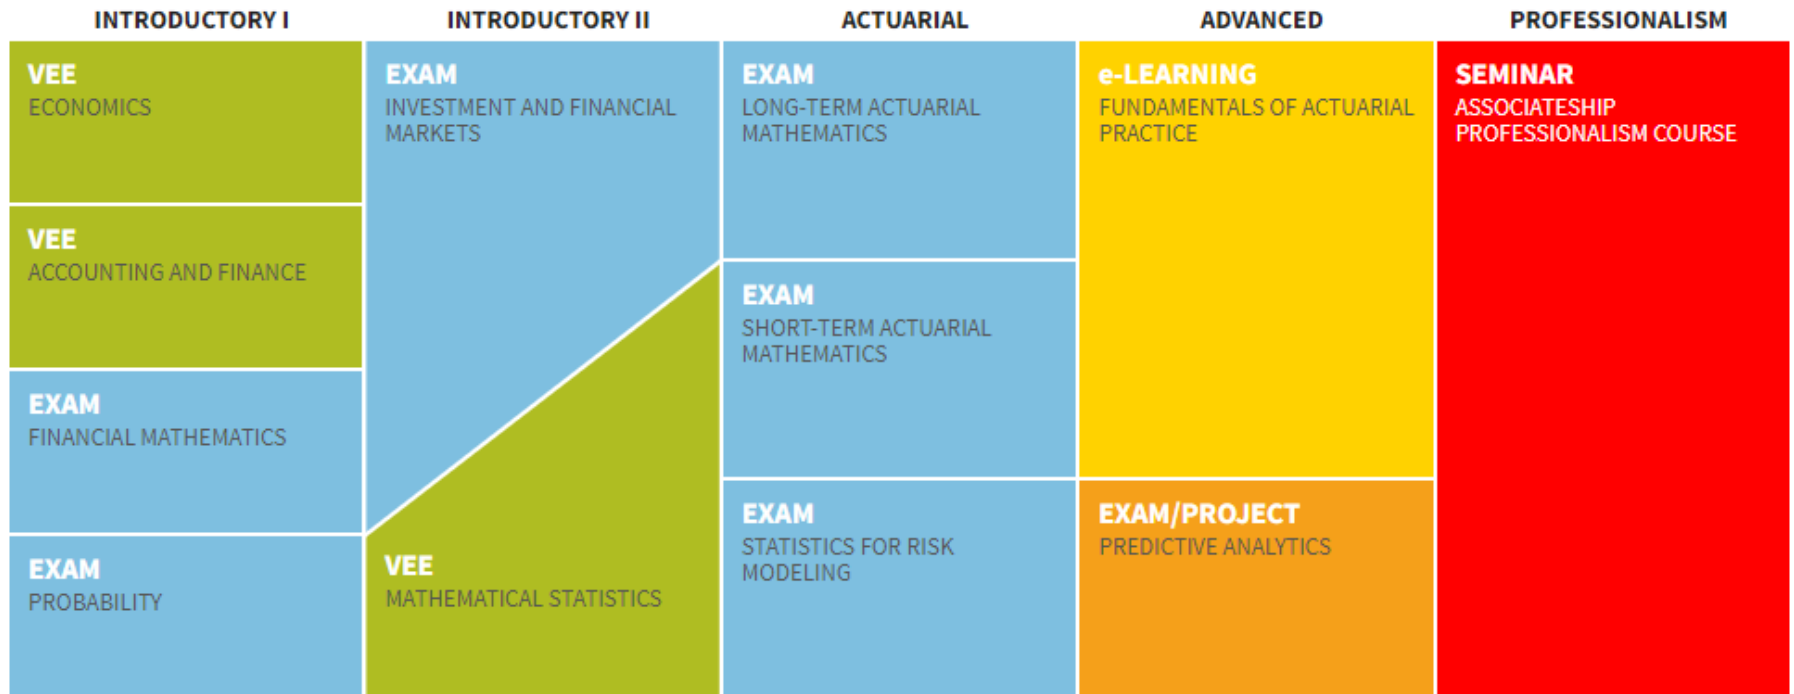 INTRODUCTORY I
INTRODUCTORY II
ACTUARIAL
ADVANCED
PROFESSIONALISM
VEE
ECONOMICS
VEE
ACCOUNTING AND FINANCE
EXAM
FINANCIAL MATHEMATICS
EXAM
PROBABILITY
EXAM
INVESTMENT AND FINANCIAL
MARKETS
VEE
MATHEMATICAL STATISTICS
EXAM
LONG-TERM ACTUARIAL
MATHEMATICS
EXAM
SHORT-TERM ACTUARIAL
MATHEMATICS
EXAM
STATISTICS FOR RISK
MODELING
e-LEARNING
FUNDAMENTALS OF ACTUARIAL
PRACTICE
EXAM/PROJECT
PREDICTIVE ANALYTICS
SEMINAR
ASSOCIATESHIP
PROFESSIONALISM COURSE